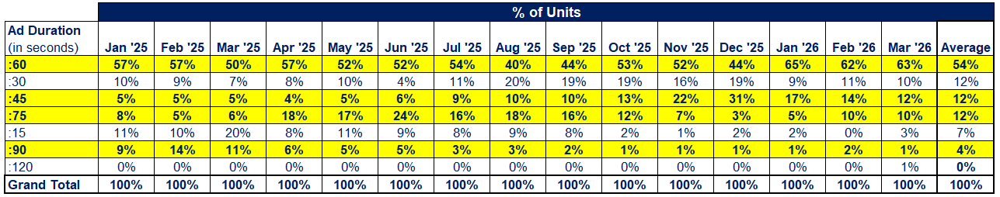 % of Units
Ad Duration
(in seconds) Jan '25 Feb '25 Mar '25 Apr '25 May '25 Jun '25 Jul '25 Aug '25 Sep '25 Oct '25 Nov '25 Dec '25 Jan '26 Feb '26 Mar '26 Average
:60 57% 57% 50% 57% 52% 52% 54% 40% 44% 53% 52% 44% 65% 62% 63% 54%
:30 10% 9% 7% 8% 10% 4% 11% 20% 19% 19% 16% 19% 9% 11% 10% 12%
:45 5% 5% 5% 4% 5% 6% 9% 10% 10% 13% 22% 31% 17% 14% 12% 12%
:75 8% 5% 6% 18% 17% 24% 16% 18% 16% 12% 7% 3% 5% 10% 10% 12%
:15 11% 10% 20% 8% 11% 9% 8% 9% 8% 2% 1% 2% 2% 0% 3% 7%
:90 9% 14% 11% 6% 5% 5% 3% 3% 2% 1% 1% 1% 1% 2% 1% 4%
:120 0% 0% 0% 0% 0% 0% 0% 0% 0% 0% 0% 0% 0% 0% 1% 0%
Grand Total 100% 100% 100% 100% 100% 100% 100% 100% 100% 100% 100% 100% 100% 100% 100% 100%